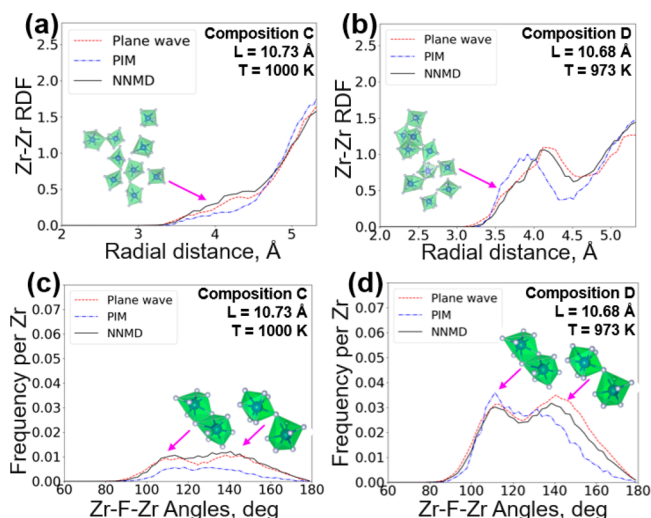 (a)
Plane wave
PIM
NNMD
Composition C
L = 10.73 Å
T = 1000 K
Zr-Zr RDF
2.5
2.0
1.5
1.0
0.5
0.0
2
3
4
5
Radial distance, Å
(b)
Plane wave
PIM
NNMD
Composition D
L = 10.68 Å
T = 973 K
Zr-Zr RDF
2.5
2.0
1.5
1.0
0.5
0.0
2.0
2.5
3.0
3.5
4.0
4.5
5.0
Radial distance, Å
(c)
Plane wave
PIM
NNMD
Composition C
L = 10.73 Å
T = 1000 K
Frequency per Zr
0.07
0.06
0.05
0.04
0.03
0.02
0.01
0.00
60
80
100
120
140
160
180
Zr-F-Zr Angles, deg
(d)
Plane wave
PIM
NNMD
Composition D
L = 10.68 Å
T = 973 K
Frequency per Zr
0.07
0.06
0.05
0.04
0.03
0.02
0.01
0.00
60
80
100
120
140
160
180
Zr-F-Zr Angles, deg